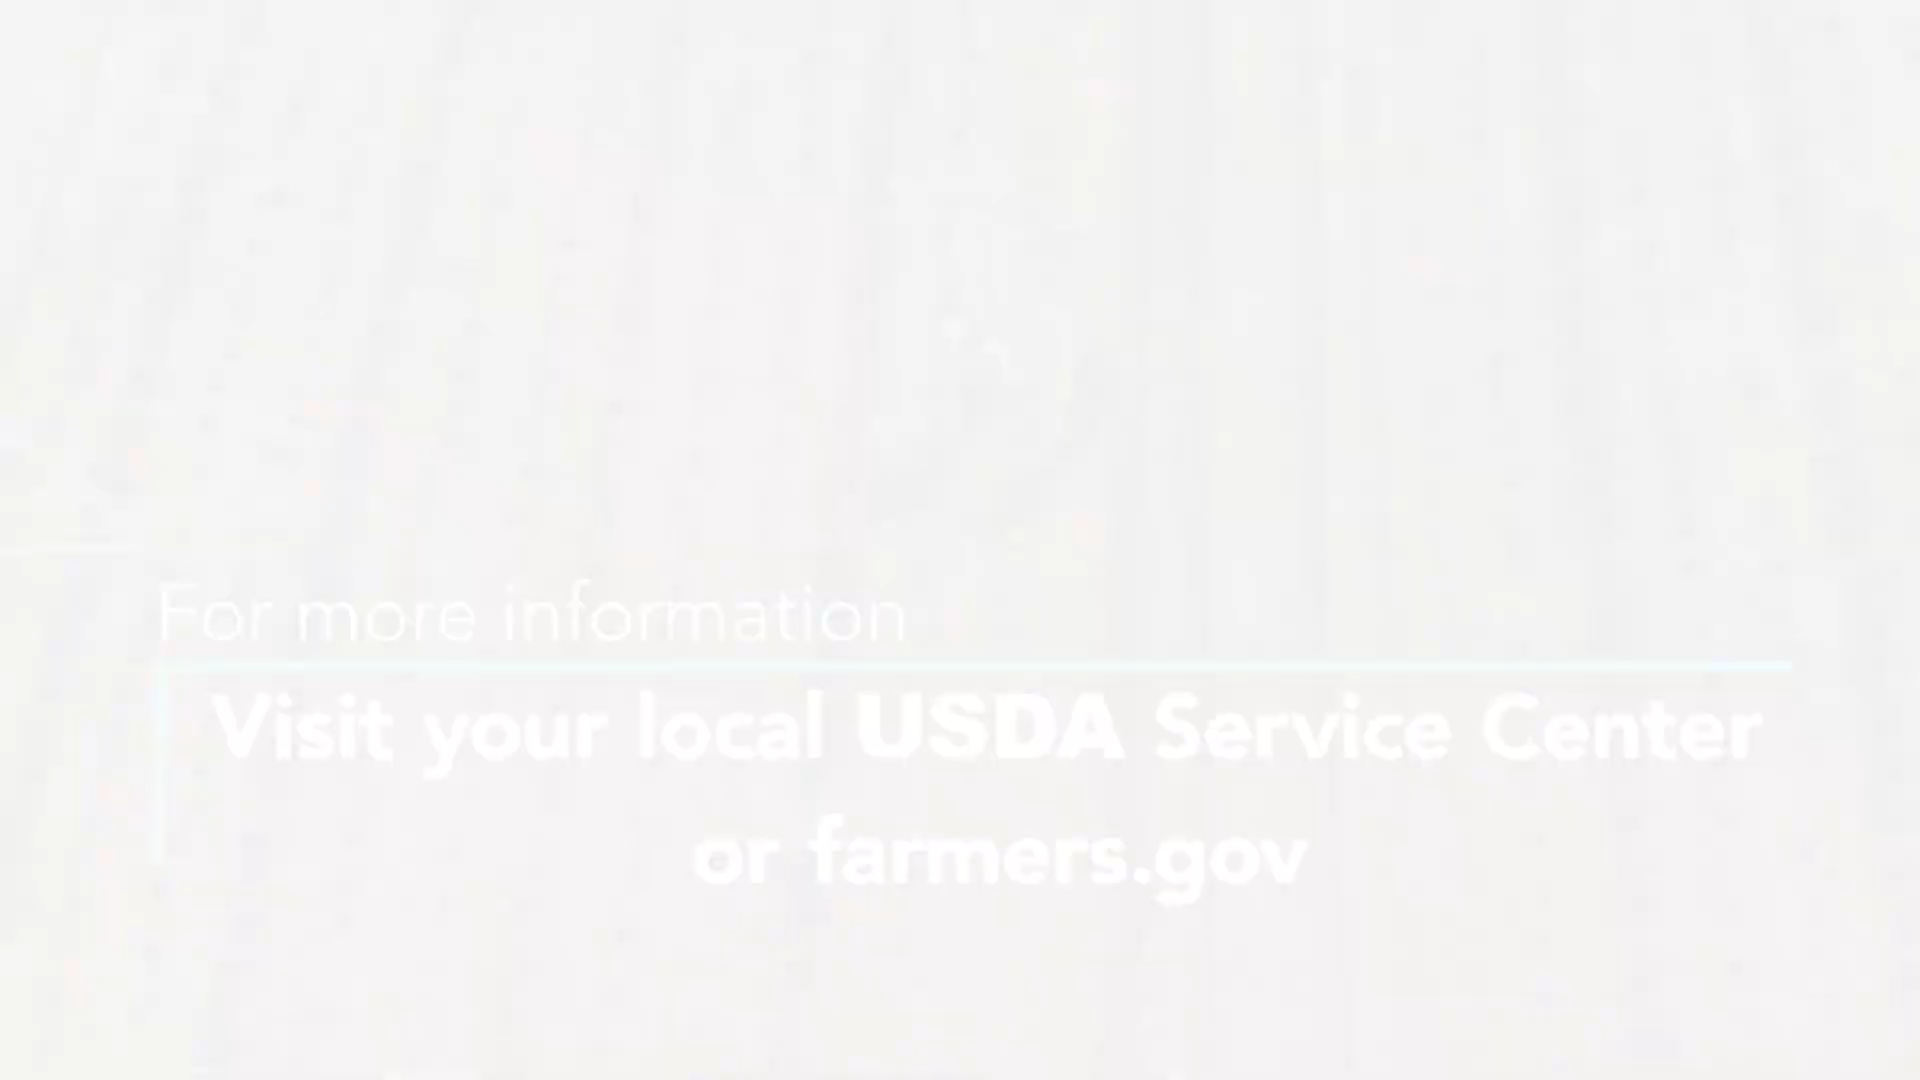 For more information
Visit your local USDA Service Center
or farmers.gov